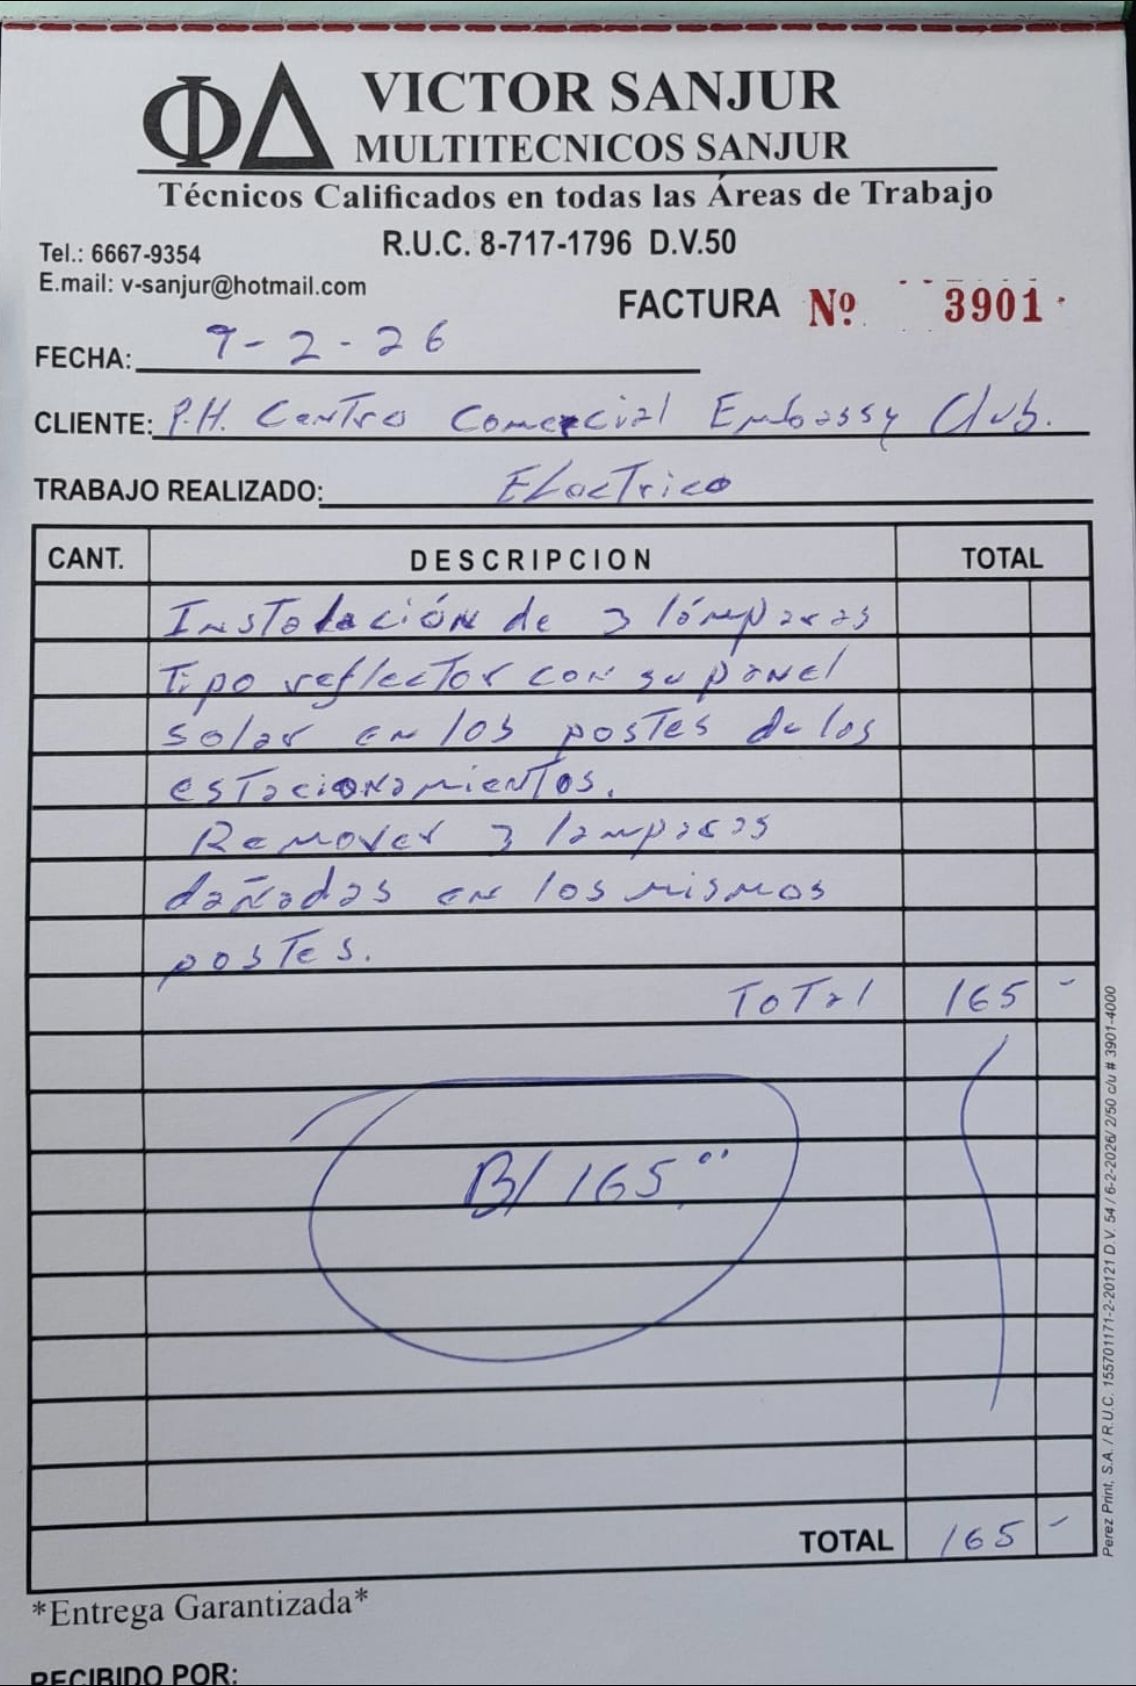 ΦΔ VICTOR SANJUR
MULTITECNICOS SANJUR
Técnicos Calificados en todas las Áreas de Trabajo
Tel.: 6667-9354
R.U.C. 8-717-1796 D.V.50
E.mail: v-sanjur@hotmail.com
FACTURA Nº 3901
FECHA: 9-2-26
CLIENTE: P.H. Centro Comercial Embassy Club.
TRABAJO REALIZADO: Electrico
CANT. DESCRIPCION TOTAL
Instalación de 3 lámparas
Tipo reflector con su panel
solar en los postes de los
estacionamientos.
Remover 3 lamparas
dañadas en los mismos
postes.
Total 165 -
B/ 165.00
TOTAL 165 -
*Entrega Garantizada*
RECIBIDO POR:
Perez Print, S.A. / R.U.C. 155701171-2-20121 D.V. 54 / 6-2-2026/ 2/50 c/u # 3901-4000